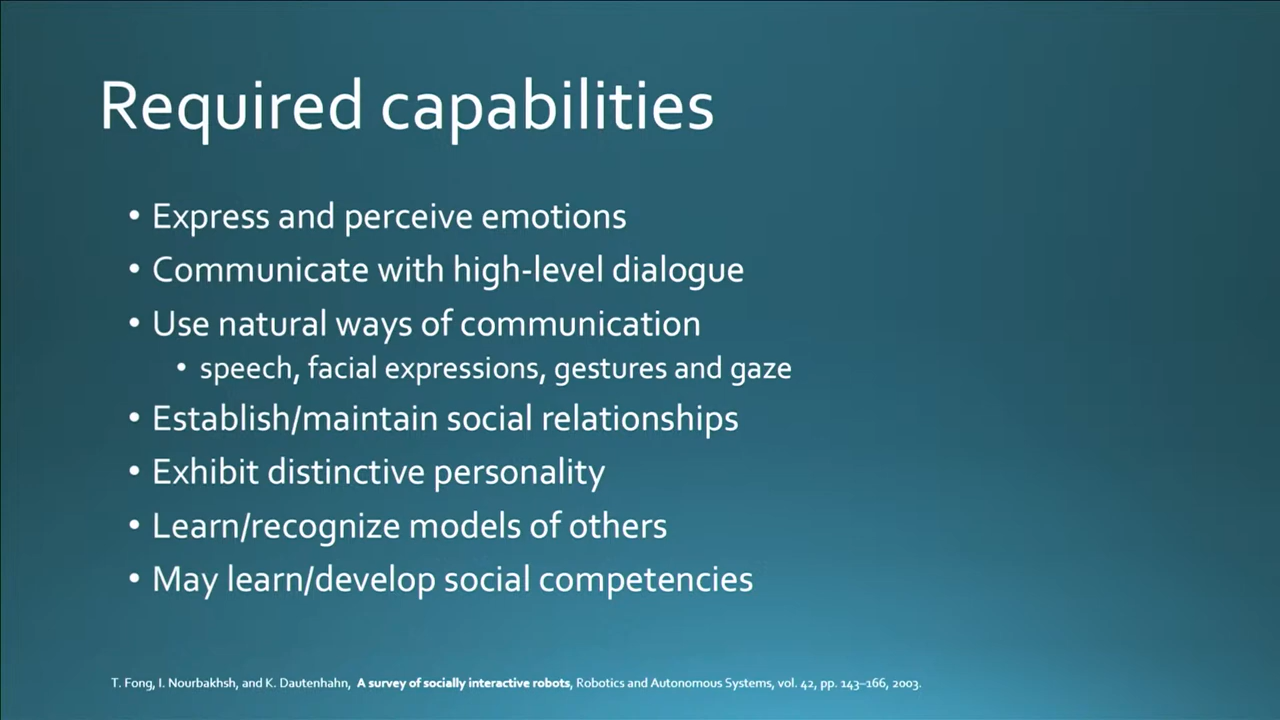 Required capabilities
• Express and perceive emotions
• Communicate with high-level dialogue
• Use natural ways of communication
• speech, facial expressions, gestures and gaze
• Establish/maintain social relationships
• Exhibit distinctive personality
• Learn/recognize models of others
• May learn/develop social competencies
T. Fong, I. Nourbakhsh, and K. Dautenhahn, A survey of socially interactive robots, Robotics and Autonomous Systems, vol. 42, pp. 143–166, 2003.